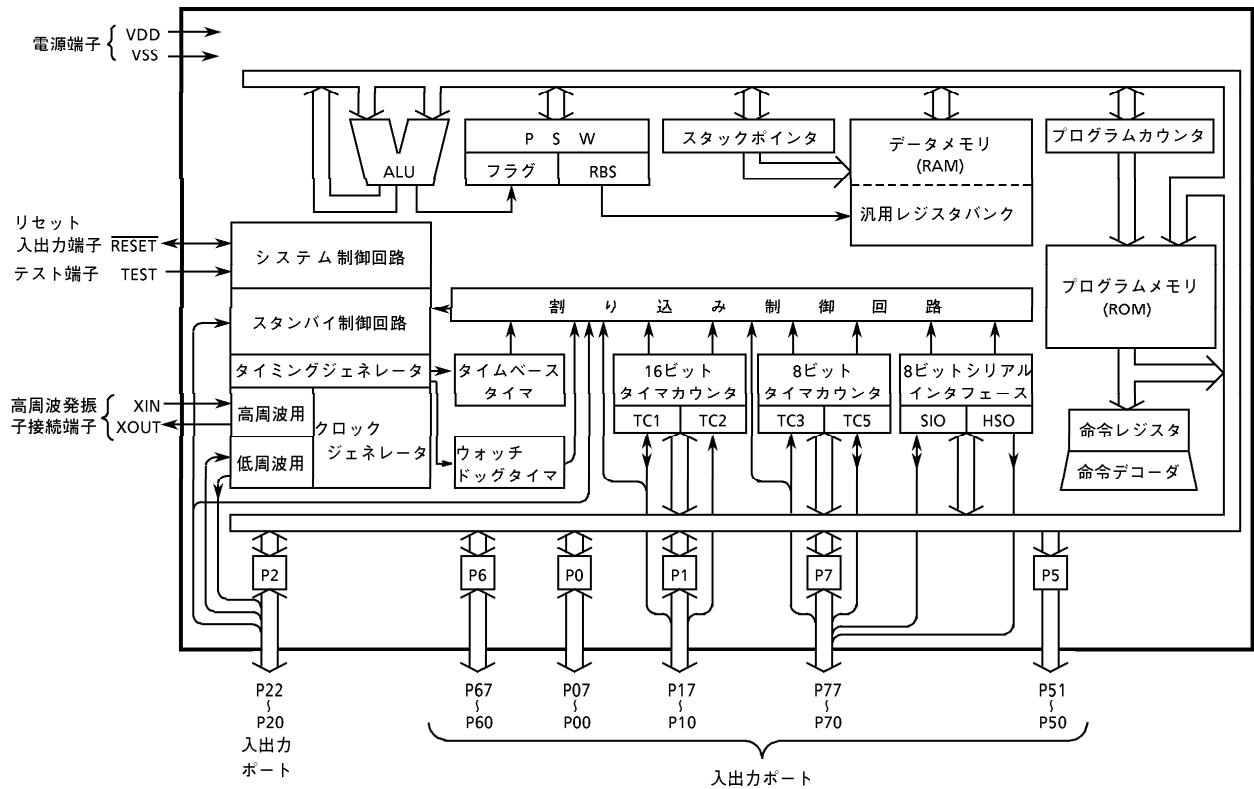 電源端子
VDD
VSS
P S W
フラグ
RBS
ALU
スタックポインタ
データメモリ
(RAM)
汎用レジスタバンク
プログラムカウンタ
プログラムメモリ
(ROM)
命令レジスタ
命令デコーダ
リセット
入出力端子
RESET
テスト端子
TEST
システム制御回路
スタンバイ制御回路
タイミングジェネレータ
高周波発振
子接続端子
XIN
XOUT
高周波用
低周波用
クロック
ジェネレータ
割り込み制御回路
タイムベース
タイマ
ウォッチ
ドッグタイマ
16ビット
タイマカウンタ
TC1
TC2
8ビット
タイマカウンタ
TC3
TC5
8ビットシリアル
インタフェース
SIO
HSO
P2
P6
P0
P1
P7
P5
P22
~
P20
入出力
ポート
P67
~
P60
P07
~
P00
P17
~
P10
P77
~
P70
P51
~
P50
入出力ポート